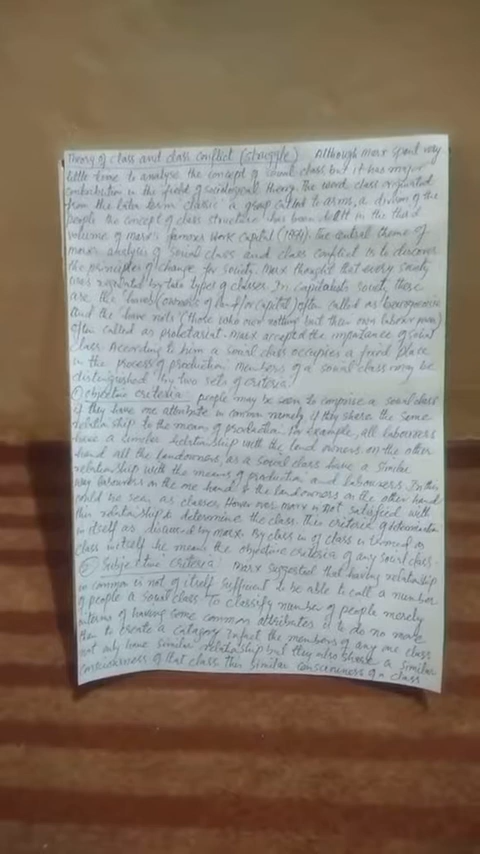 Theory of class and class conflict (struggle) Although marx spent very
little time to analyse the concept of social class but it has major
contribution in the field of sociological theory. The word class originated
from the latin term classic a group called to arms, a division of the
people the concept of class structure has been dealt in the third
volume of marx's famous work Capital (1894). The central theme of
marx analysis of social class and class conflict is to discover
the principles of change for society. Marx thought that every society
was regulated by two types of classes. In capitalists society, these
are the haves (owners of land/or capital) often called as bourgeoisie
and the have nots (those who own nothing but their own labour power)
often called as proletariat. Marx accepted the importance of social
class. According to him a social class occupies a fixed place
in the process of production. Members of a social class may be
distinguished by two sets of criteria.
① Objective criteria: people may be seen to comprise a social class
if they have one attribute in common namely if they share the same
relationship to the means of production. For example, all labourers
have a similar relationship with the land owners on the other
hand all the landowners, as a social class have a similar
relationship with the means of production and labourers. In this
way labourers on the one hand & the landowners on the other hand
could be seen as classes. However marx is not satisfied with
this relationship to determine the class. This criteria of determination
in itself as discussed by marx. By class in of class is termed as
class in itself he means the objective criteria of any social class.
② Subjective criteria: Marx suggested that having relationship
in common is not of itself sufficient to be able to call a number
of people a social class. To classify number of people merely
interms of having some common attributes is to do no more
then to create a catagory infact the members of any one class
not only have similar relationship but they also share a similar
consciousness of that class this similar consciousness of a class